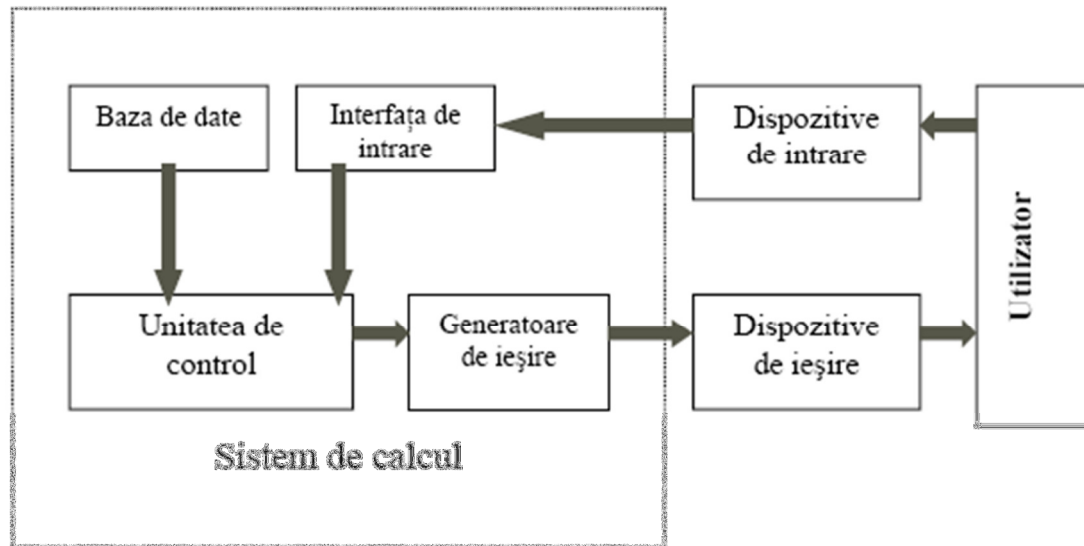 Baza de date
Interfaţa de
intrare
Dispozitive
de intrare
Utilizator
Unitatea de
control
Generatoare
de ieşire
Dispozitive
de ieşire
Sistem de calcul